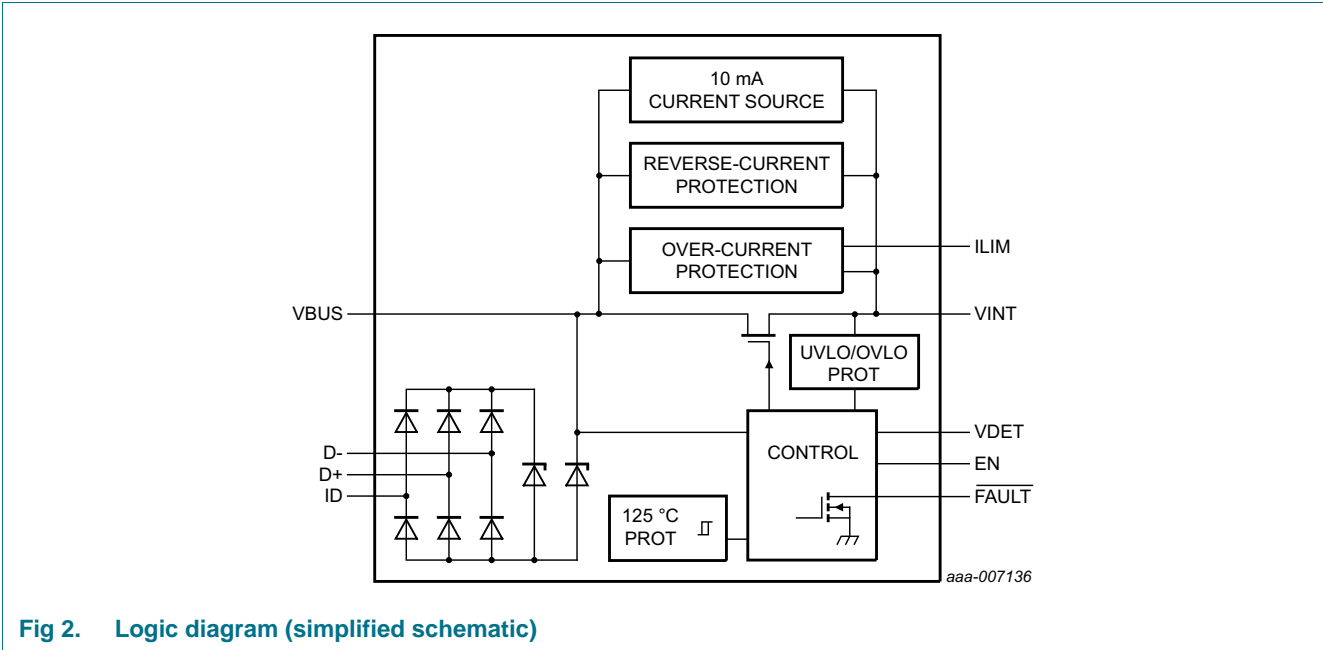 10 mA
CURRENT SOURCE
REVERSE-CURRENT
PROTECTION
OVER-CURRENT
PROTECTION
ILIM
VBUS
VINT
UVLO/OVLO
PROT
VDET
CONTROL
EN
D-
D+
ID
FAULT
125 °C
PROT
aaa-007136
Fig 2. Logic diagram (simplified schematic)